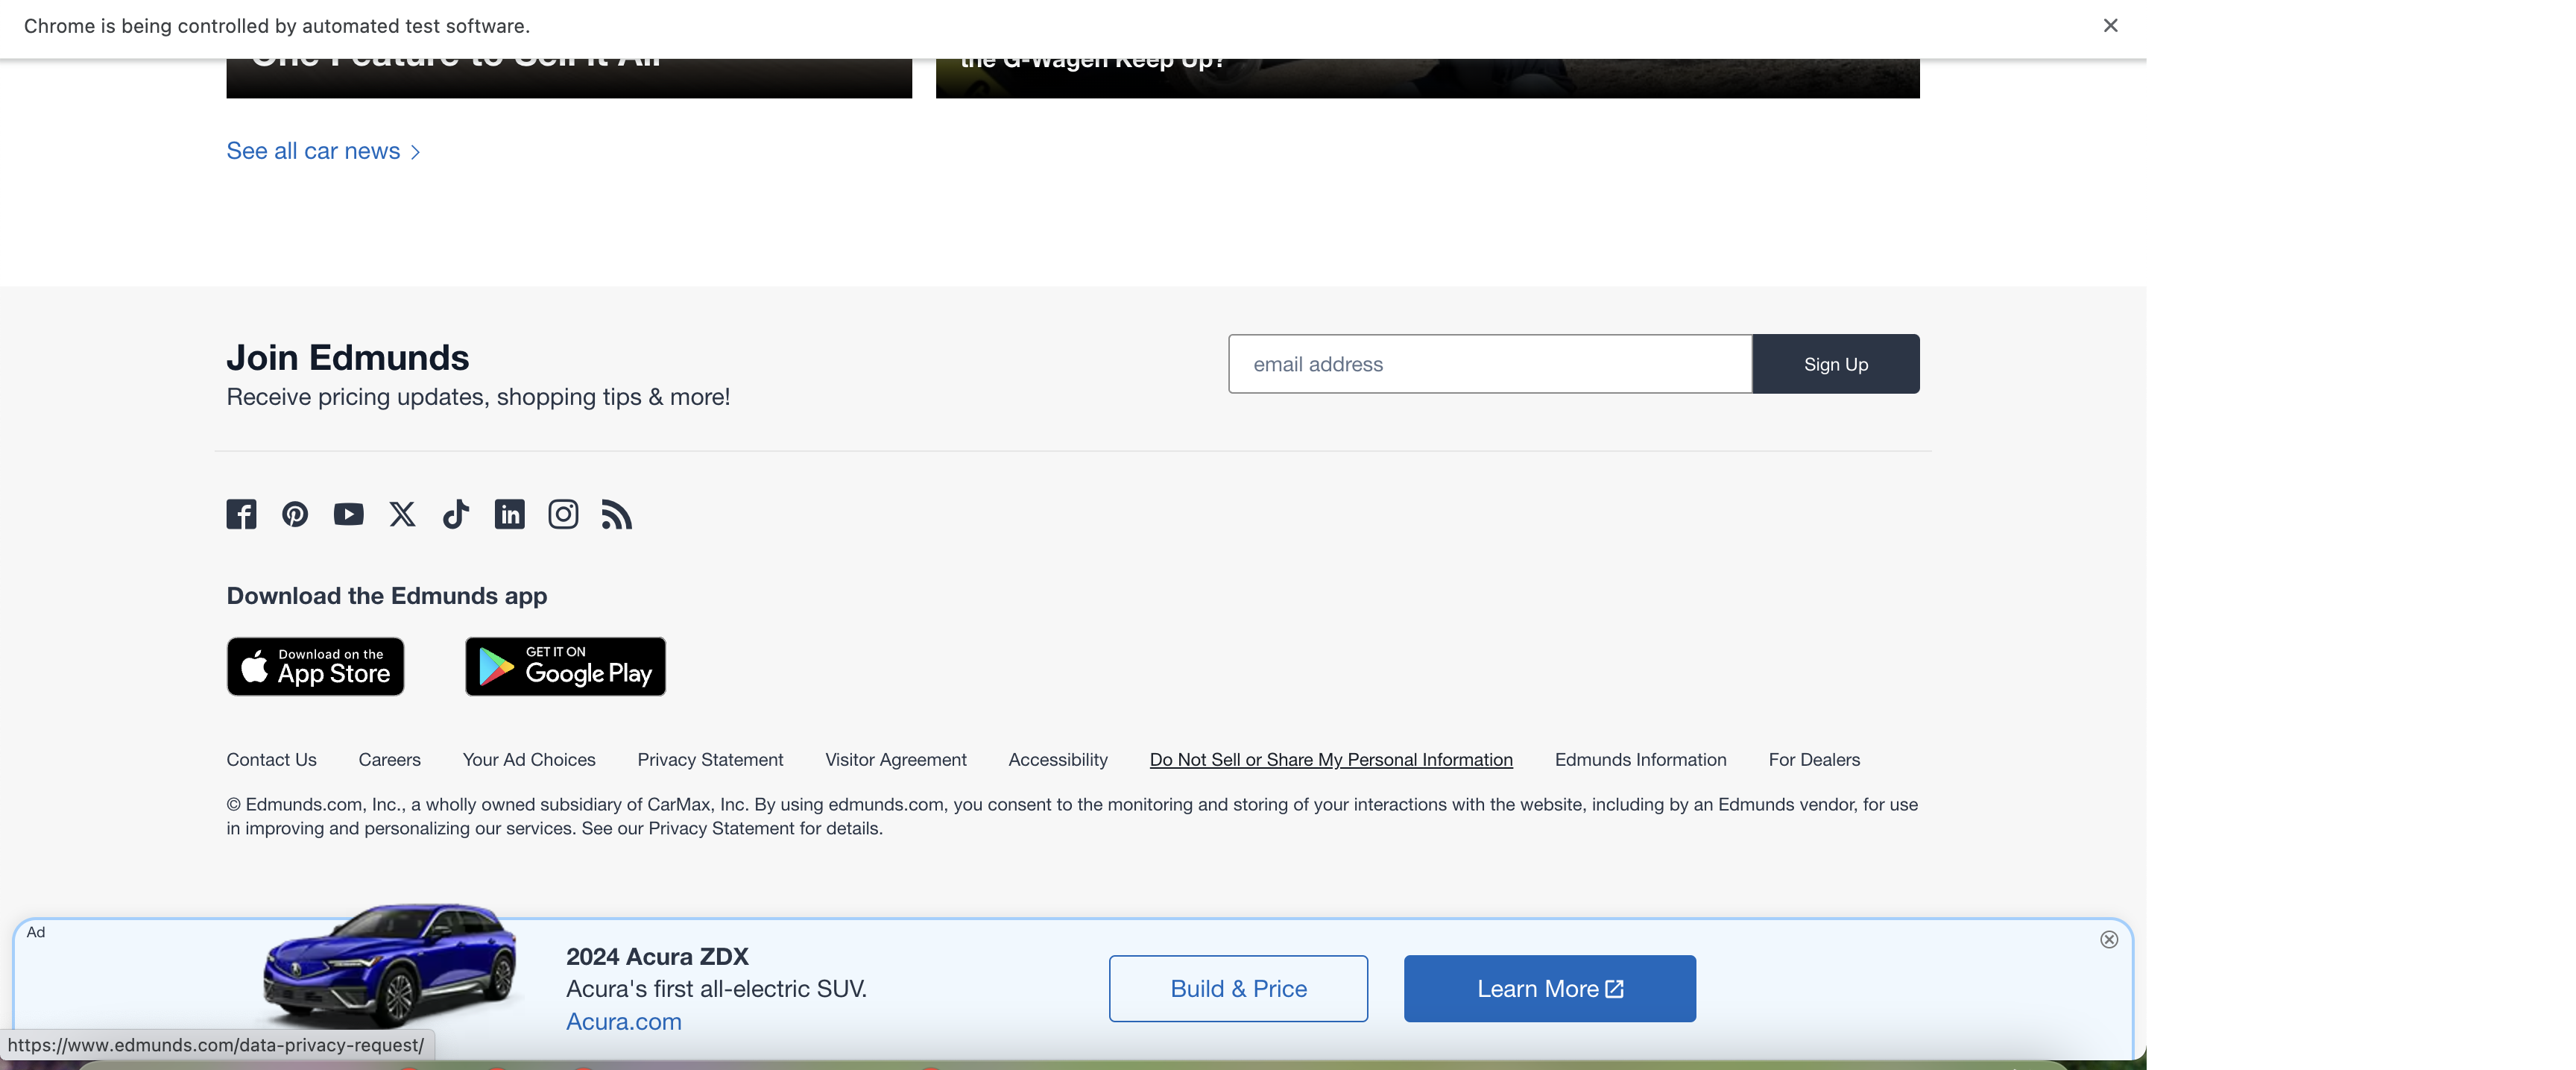 Chrome is being controlled by automated test software.
One Feature to Sell It All
the G-Wagen Keep Up?
See all car news
Join Edmunds
Receive pricing updates, shopping tips & more!
email address
Sign Up
Download the Edmunds app
Download on the
App Store
GET IT ON
Google Play
Contact Us Careers Your Ad Choices Privacy Statement Visitor Agreement Accessibility Do Not Sell or Share My Personal Information Edmunds Information For Dealers
© Edmunds.com, Inc., a wholly owned subsidiary of CarMax, Inc. By using edmunds.com, you consent to the monitoring and storing of your interactions with the website, including by an Edmunds vendor, for use
in improving and personalizing our services. See our Privacy Statement for details.
Ad
2024 Acura ZDX
Acura's first all-electric SUV.
Acura.com
Build & Price
Learn More
https://www.edmunds.com/data-privacy-request/